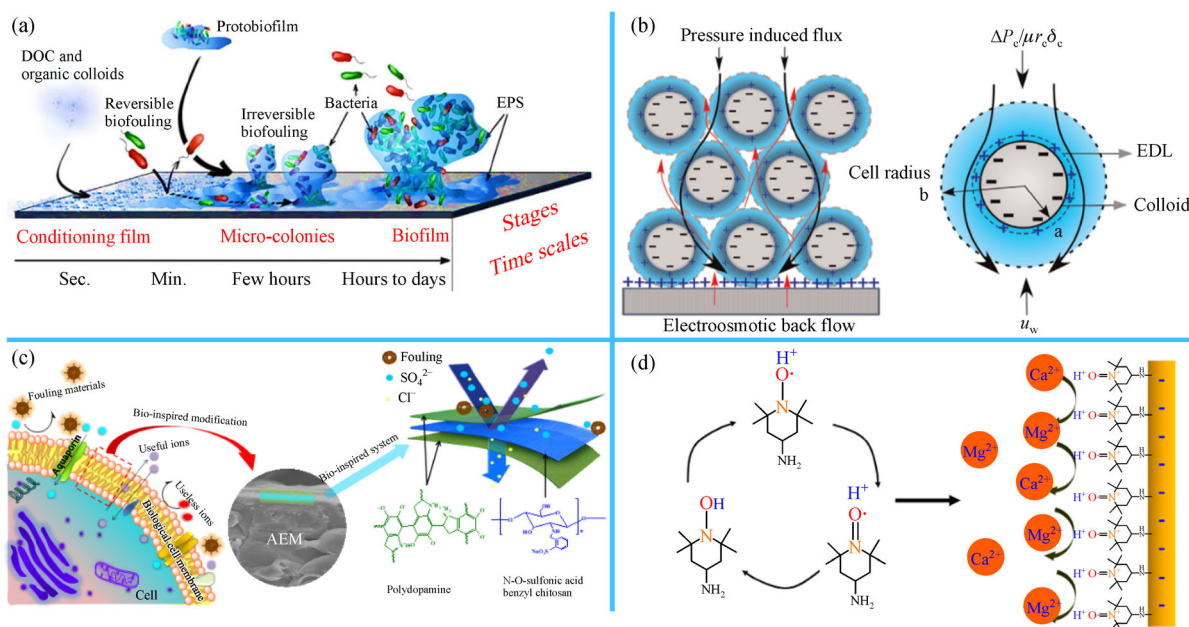 (a)
Protobiofilm
DOC and
organic colloids
Reversible
biofouling
Irreversible
biofouling
Bacteria
EPS
Conditioning film
Micro-colonies
Biofilm
Stages
Time scales
Sec.
Min.
Few hours
Hours to days
(b)
Pressure induced flux
Electroosmotic back flow
ΔPc/μrcδc
Cell radius
b
a
EDL
Colloid
uw
(c)
Fouling materials
Bio-inspired modification
Useful ions
Aquaporin
Useless ions
Biological cell membrane
Cell
AEM
Bio-inspired system
Fouling
SO₄²⁻
Cl⁻
Polydopamine
NaO₃S
N-O-sulfonic acid
benzyl chitosan
(d)
H⁺
O·
N
NH₂
OH
N
NH₂
H⁺
O·
N⁺
NH₂
Ca²⁺
Mg²⁺
Mg²⁺
Ca²⁺
Mg²⁺
Ca²⁺
Mg²⁺
H⁺ O=N⁺
H⁺ O=N⁺
H⁺ O=N⁺
H⁺ O=N⁺
H⁺ O=N⁺
H⁺ O=N⁺